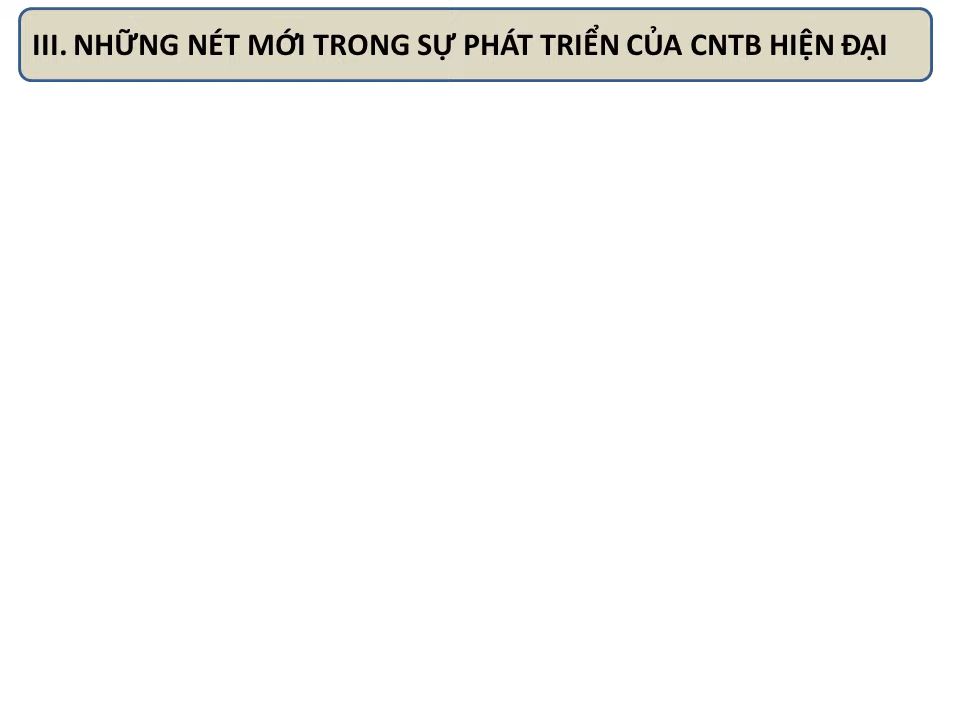 III. NHỮNG NÉT MỚI TRONG SỰ PHÁT TRIỂN CỦA CNTB HIỆN ĐẠI